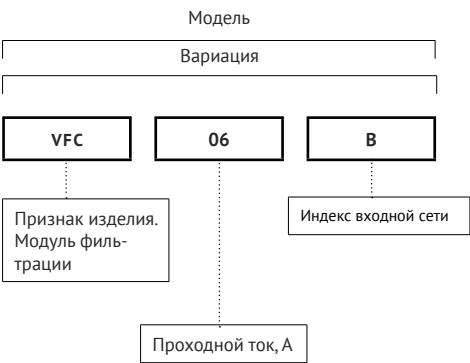 Модель
Вариация
VFC 06 B
Признак изделия.
Модуль филь-
трации
Индекс входной сети
Проходной ток, А